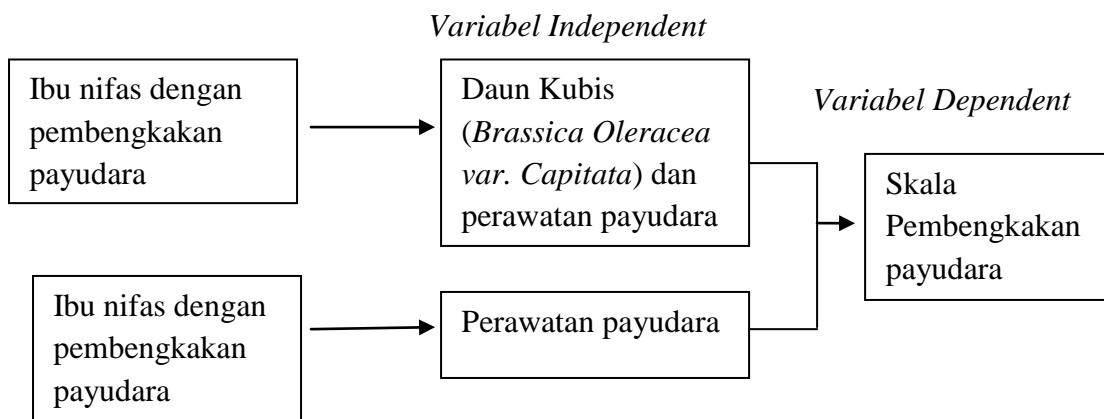 Variabel Independent
Ibu nifas dengan
pembengkakan
payudara
Daun Kubis
(Brassica Oleracea
var. Capitata) dan
perawatan payudara
Variabel Dependent
Skala
Pembengkakan
payudara
Ibu nifas dengan
pembengkakan
payudara
Perawatan payudara